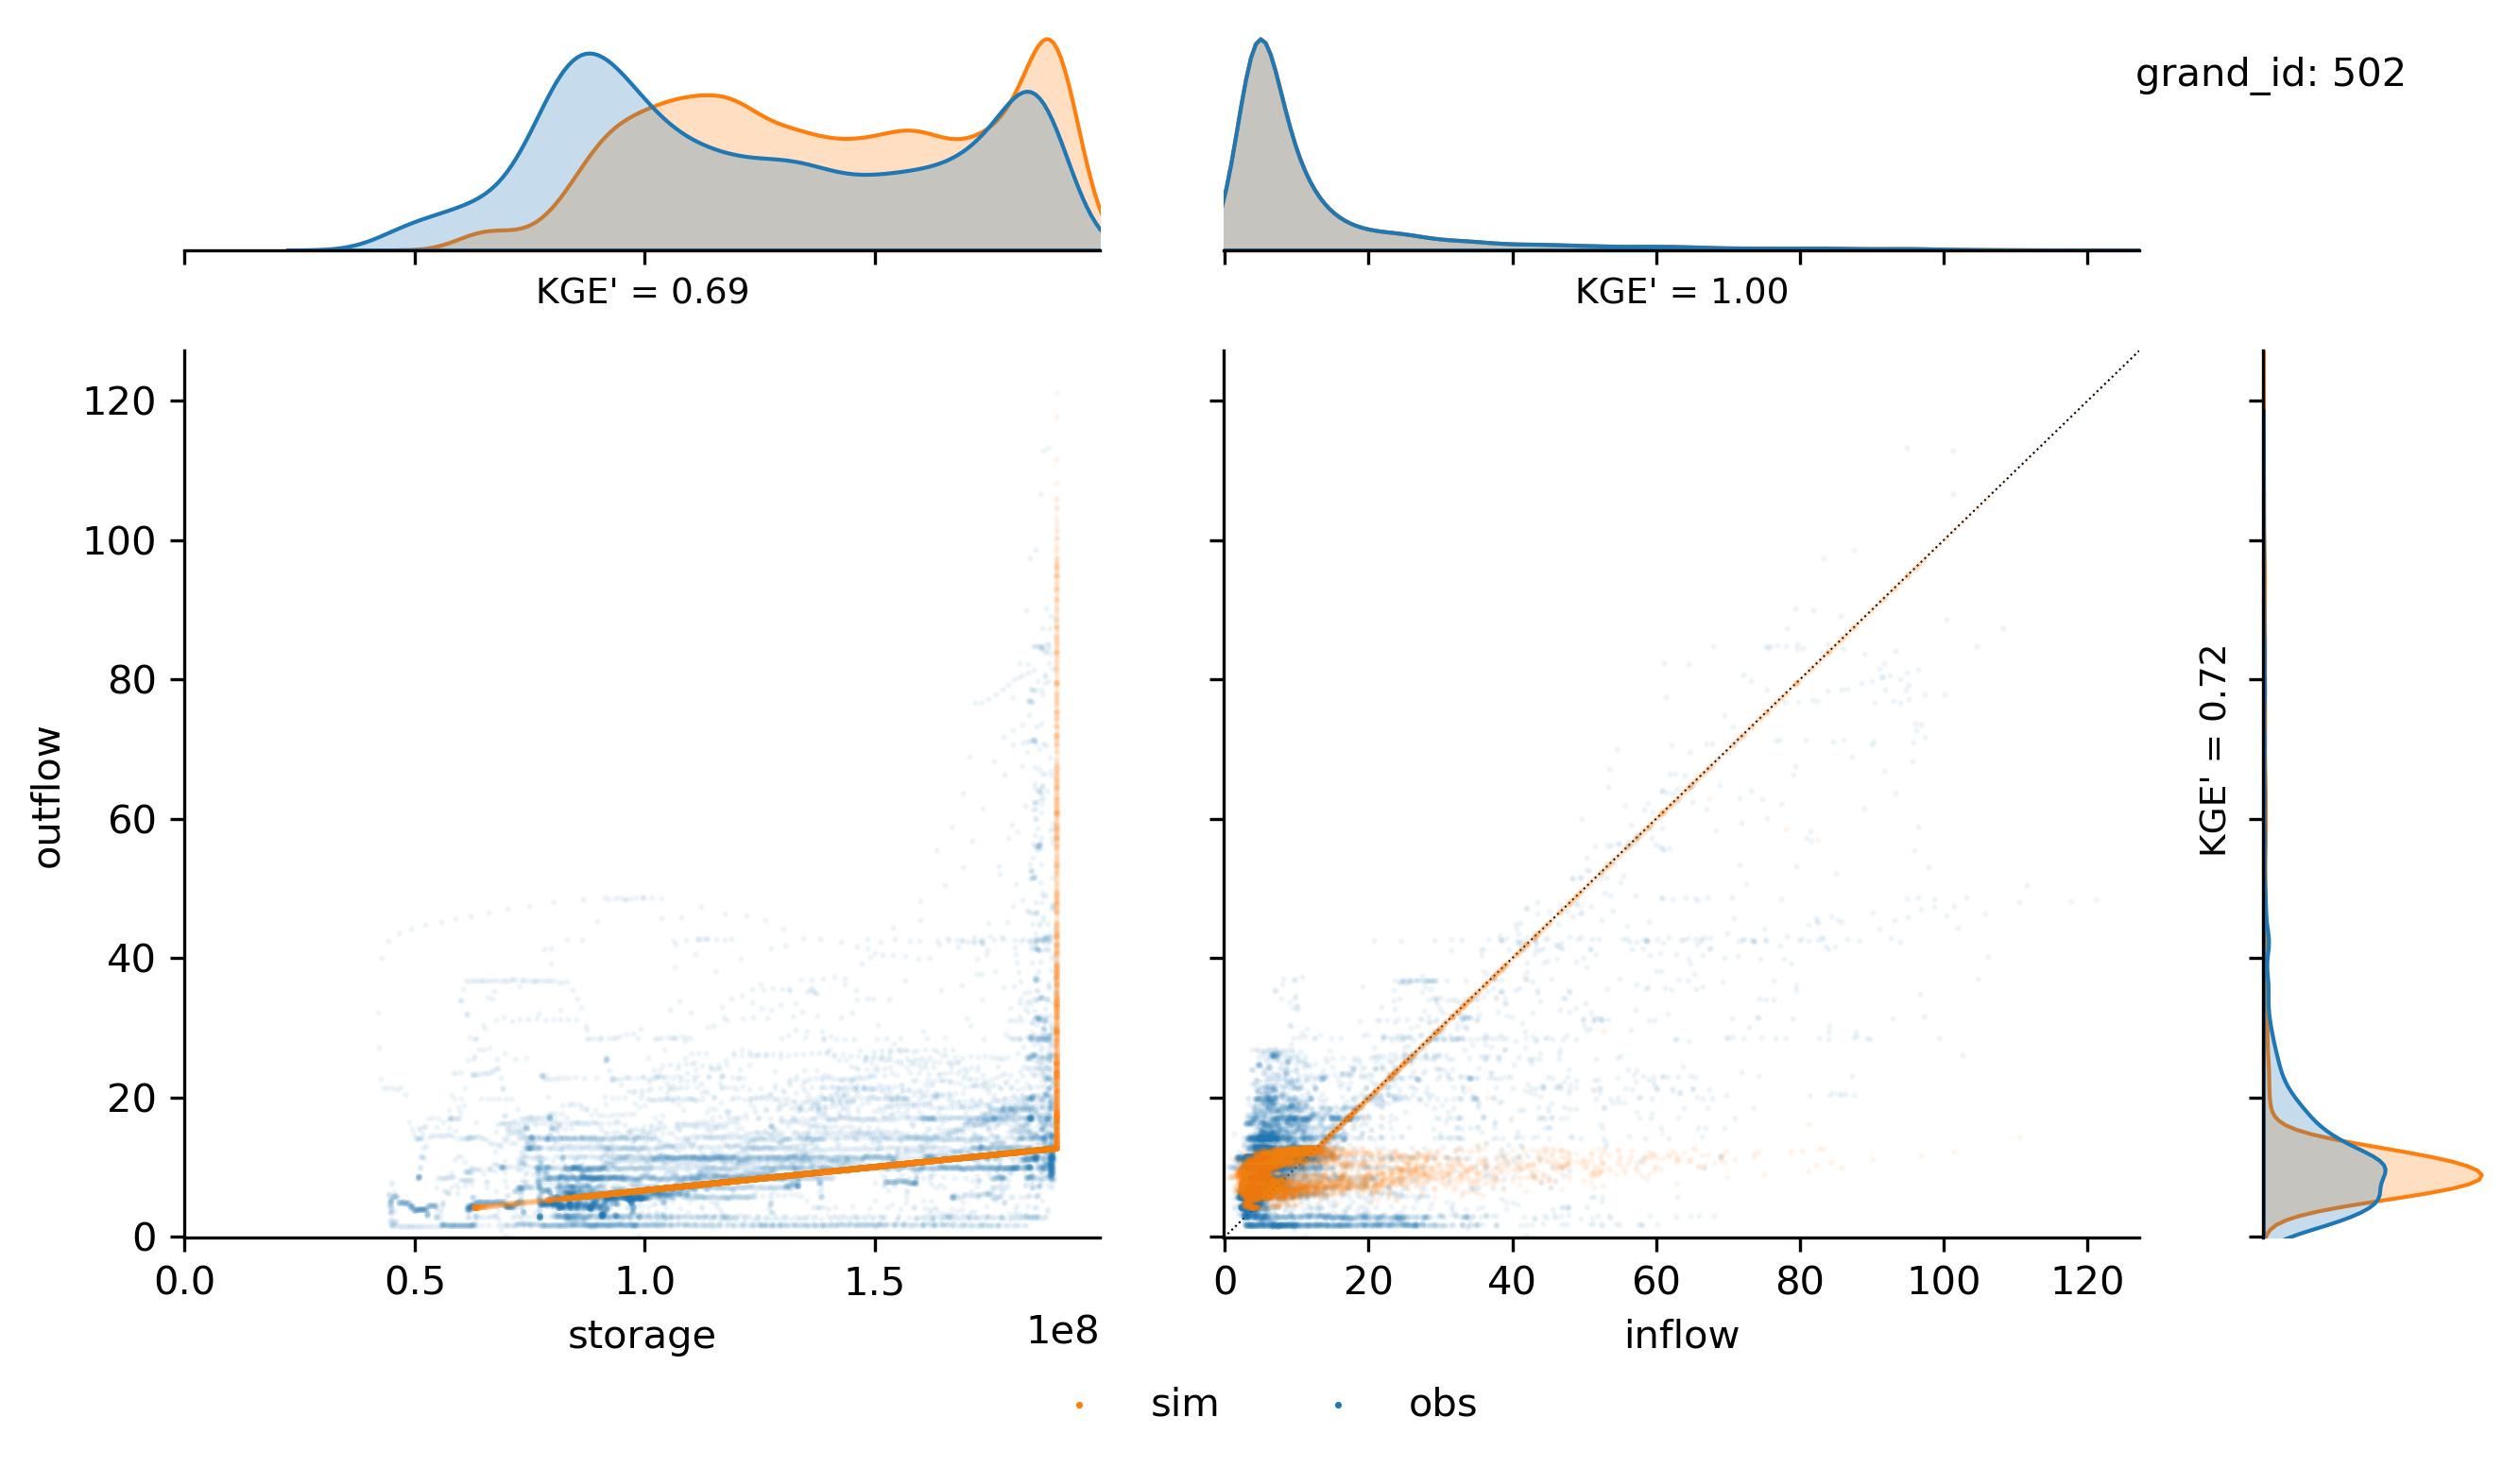 grand_id: 502
KGE' = 0.69
KGE' = 1.00
outflow
120
100
80
60
40
20
0
KGE' = 0.72
0.0 0.5 1.0 1.5
1e8
storage
0 20 40 60 80 100 120
inflow
sim obs